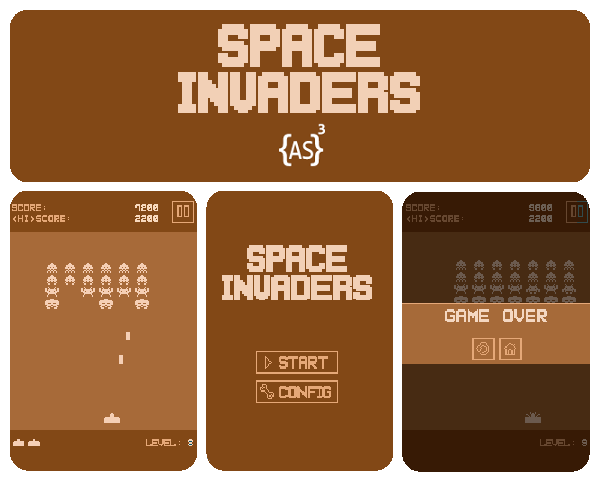 SPACE
INVADERS
{AS}³
SCORE: 7200
<HI>SCORE: 2200
LEVEL: 8
SPACE
INVADERS
START
CONFIG
SCORE: 9600
<HI>SCORE: 2200
GAME OVER
LEVEL: 9